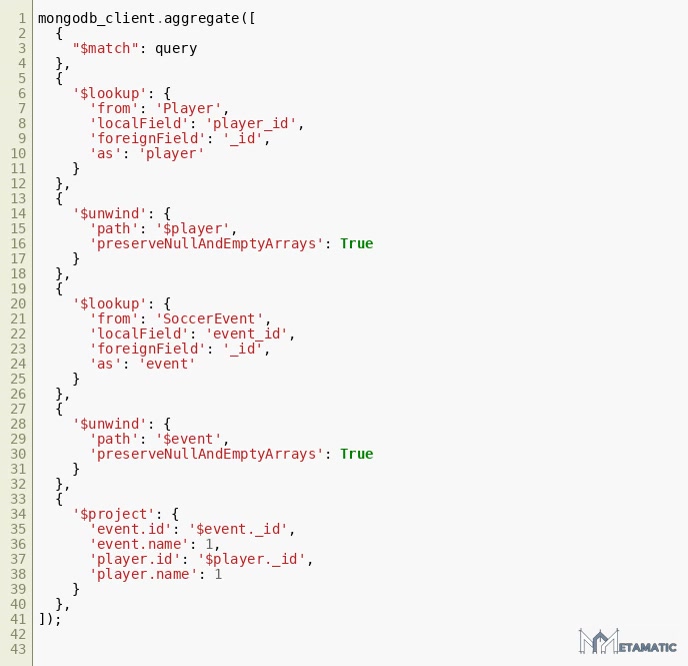 1 mongodb_client.aggregate([
2   {
3     "$match": query
4   },
5   {
6     '$lookup': {
7       'from': 'Player',
8       'localField': 'player_id',
9       'foreignField': '_id',
10       'as': 'player'
11     }
12   },
13   {
14     '$unwind': {
15       'path': '$player',
16       'preserveNullAndEmptyArrays': True
17     }
18   },
19   {
20     '$lookup': {
21       'from': 'SoccerEvent',
22       'localField': 'event_id',
23       'foreignField': '_id',
24       'as': 'event'
25     }
26   },
27   {
28     '$unwind': {
29       'path': '$event',
30       'preserveNullAndEmptyArrays': True
31     }
32   },
33   {
34     '$project': {
35       'event.id': '$event._id',
36       'event.name': 1,
37       'player.id': '$player._id',
38       'player.name': 1
39     }
40   },
41 ]);
42
43
METAMATIC